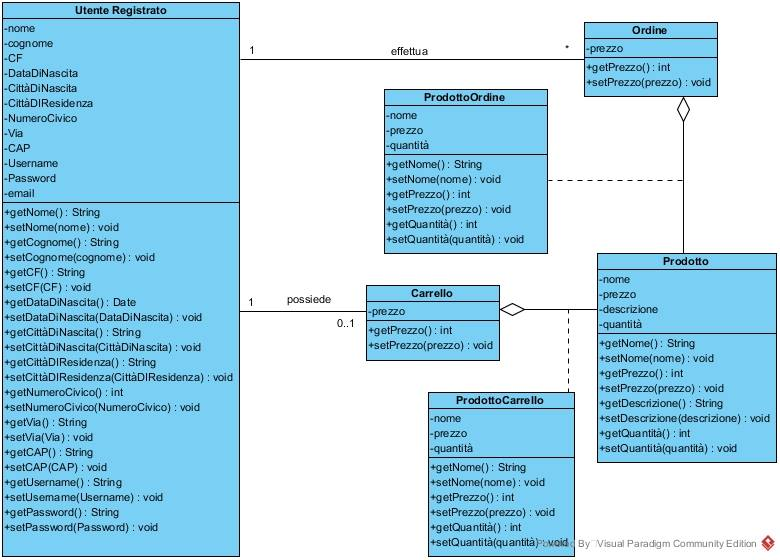 Utente Registrato
-nome
-cognome
-CF
-DataDiNascita
-CittàDiNascita
-CittàDIResidenza
-NumeroCivico
-Via
-CAP
-Username
-Password
-email
+getNome() : String
+setNome(nome) : void
+getCognome() : String
+setCognome(cognome) : void
+getCF() : String
+setCF(CF) : void
+getDataDiNascita() : Date
+setDataDiNascita(DataDiNascita) : void
+getCittàDiNascita() : String
+setCittàDiNascita(CittàDiNascita) : void
+getCittàDIResidenza() : String
+setCittàDIResidenza(CittàDIResidenza) : void
+getNumeroCivico() : int
+setNumeroCivico(NumeroCivico) : void
+getVia() : String
+setVia(Via) : void
+getCAP() : String
+setCAP(CAP) : void
+getUsername() : String
+setUsername(Username) : void
+getPassword() : String
+setPassword(Password) : void
1
effettua
*
Ordine
-prezzo
+getPrezzo() : int
+setPrezzo(prezzo) : void
ProdottoOrdine
-nome
-prezzo
-quantità
+getNome() : String
+setNome(nome) : void
+getPrezzo() : int
+setPrezzo(prezzo) : void
+getQuantità() : int
+setQuantità(quantità) : void
1
possiede
0..1
Carrello
-prezzo
+getPrezzo() : int
+setPrezzo(prezzo) : void
Prodotto
-nome
-prezzo
-descrizione
-quantità
+getNome() : String
+setNome(nome) : void
+getPrezzo() : int
+setPrezzo(prezzo) : void
+getDescrizione() : String
+setDescrizione(descrizione) : void
+getQuantità() : int
+setQuantità(quantità) : void
ProdottoCarrello
-nome
-prezzo
-quantità
+getNome() : String
+setNome(nome) : void
+getPrezzo() : int
+setPrezzo(prezzo) : void
+getQuantità() : int
+setQuantità(quantità) : void
Powered By Visual Paradigm Community Edition